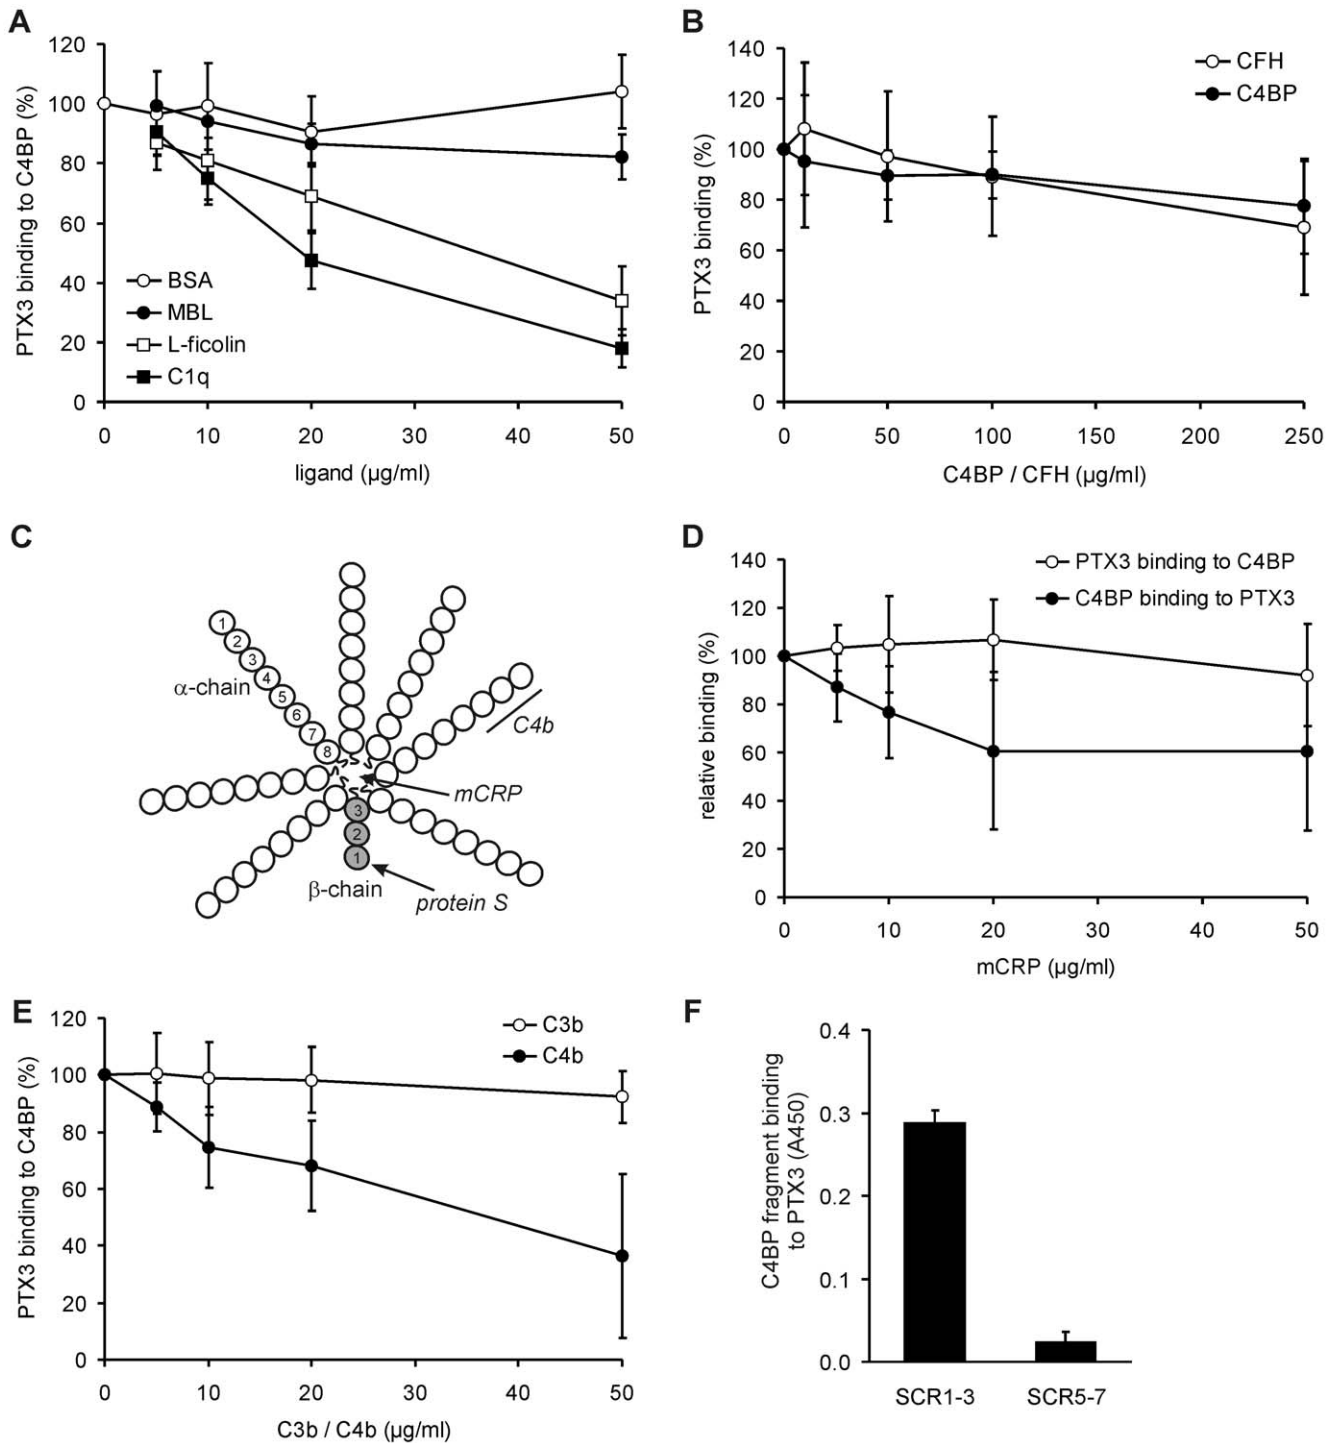 A
PTX3 binding to C4BP (%)
120
100
80
60
40
20
0
BSA
MBL
L-ficolin
C1q
0 10 20 30 40 50
ligand (µg/ml)
B
PTX3 binding (%)
140
120
100
80
60
40
20
0
CFH
C4BP
0 50 100 150 200 250
C4BP / CFH (µg/ml)
C
1
2
3
4
5
6
7
8
α-chain
C4b
mCRP
3
2
1
β-chain
protein S
D
relative binding (%)
140
120
100
80
60
40
20
0
PTX3 binding to C4BP
C4BP binding to PTX3
0 10 20 30 40 50
mCRP (µg/ml)
E
PTX3 binding to C4BP (%)
120
100
80
60
40
20
0
C3b
C4b
0 10 20 30 40 50
C3b / C4b (µg/ml)
F
C4BP fragment binding
to PTX3 (A450)
0.4
0.3
0.2
0.1
0.0
SCR1-3 SCR5-7